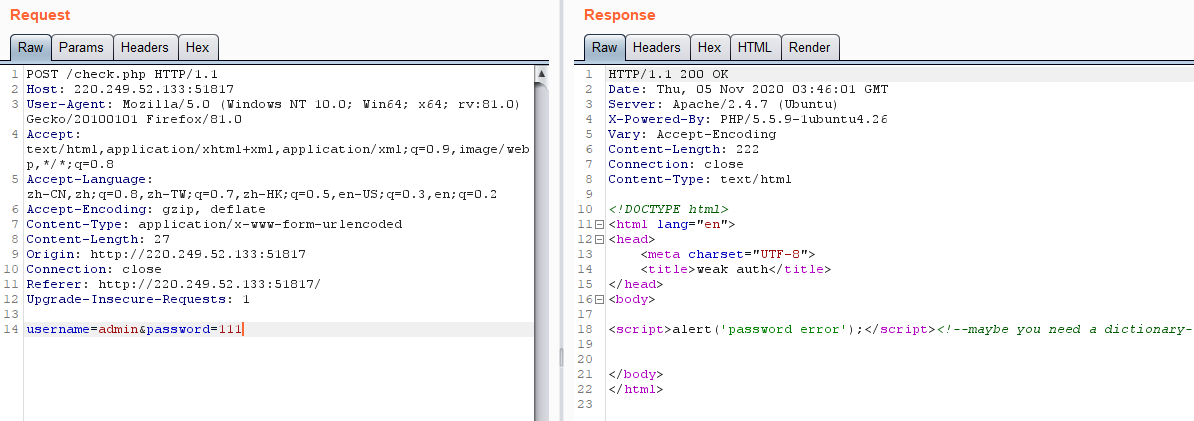 Request
Raw Params Headers Hex
1 POST /check.php HTTP/1.1
2 Host: 220.249.52.133:51817
3 User-Agent: Mozilla/5.0 (Windows NT 10.0; Win64; x64; rv:81.0)
Gecko/20100101 Firefox/81.0
4 Accept:
text/html,application/xhtml+xml,application/xml;q=0.9,image/web
p,*/*;q=0.8
5 Accept-Language:
zh-CN,zh;q=0.8,zh-TW;q=0.7,zh-HK;q=0.5,en-US;q=0.3,en;q=0.2
6 Accept-Encoding: gzip, deflate
7 Content-Type: application/x-www-form-urlencoded
8 Content-Length: 27
9 Origin: http://220.249.52.133:51817
10 Connection: close
11 Referer: http://220.249.52.133:51817/
12 Upgrade-Insecure-Requests: 1
13
14 username=admin&password=111
Response
Raw Headers Hex HTML Render
1 HTTP/1.1 200 OK
2 Date: Thu, 05 Nov 2020 03:46:01 GMT
3 Server: Apache/2.4.7 (Ubuntu)
4 X-Powered-By: PHP/5.5.9-1ubuntu4.26
5 Vary: Accept-Encoding
6 Content-Length: 222
7 Connection: close
8 Content-Type: text/html
9
10 <!DOCTYPE html>
11 <html lang="en">
12 <head>
13 <meta charset="UTF-8">
14 <title>weak auth</title>
15 </head>
16 <body>
17
18 <script>alert('password error');</script><!--maybe you need a dictionary-
19
20
21 </body>
22 </html>
23